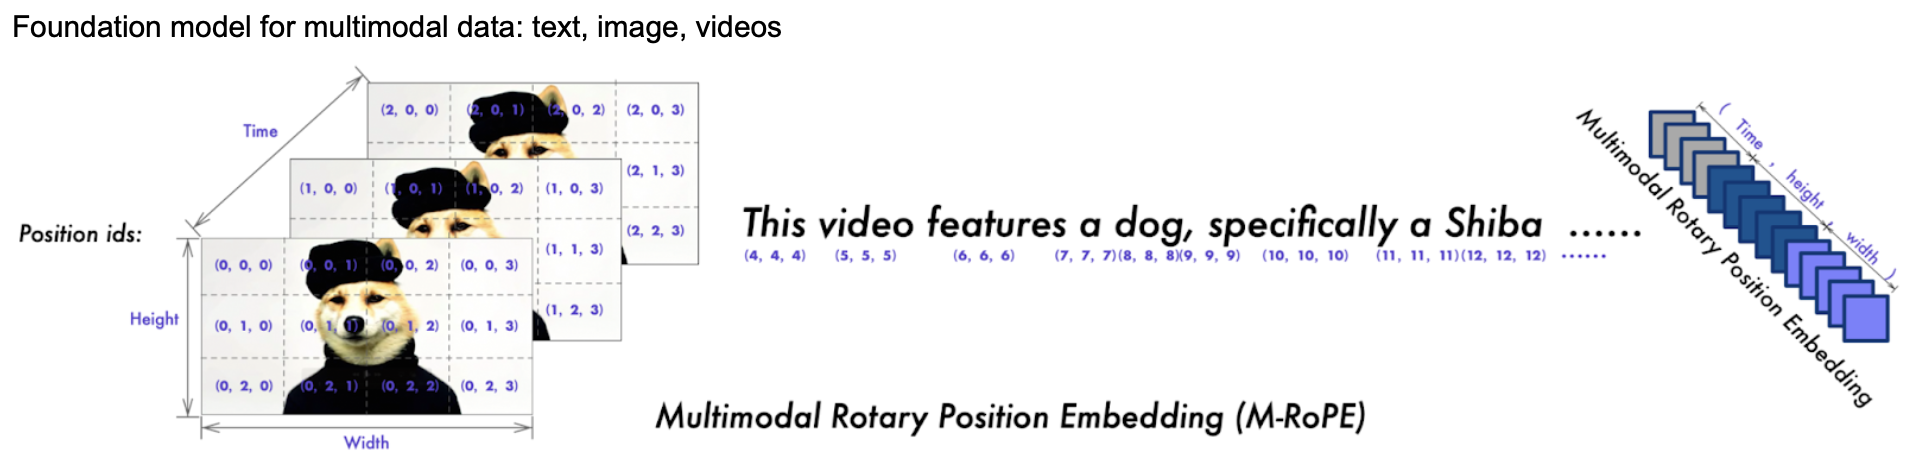 Foundation model for multimodal data: text, image, videos
Time
(2, 0, 0) (2, 0, 1) (2, 0, 2) (2, 0, 3)
(2, 1, 3)
(2, 2, 3)
(1, 0, 0) (1, 0, 1) (1, 0, 2) (1, 0, 3)
(1, 1, 3)
(1, 2, 3)
Position ids:
(0, 0, 0) (0, 0, 1) (0, 0, 2) (0, 0, 3)
Height
(0, 1, 0) (0, 1, 1) (0, 1, 2) (0, 1, 3)
(0, 2, 0) (0, 2, 1) (0, 2, 2) (0, 2, 3)
Width
This video features a dog, specifically a Shiba ......
(4, 4, 4) (5, 5, 5) (6, 6, 6) (7, 7, 7)(8, 8, 8)(9, 9, 9) (10, 10, 10) (11, 11, 11)(12, 12, 12) ......
Multimodal Rotary Position Embedding (M-RoPE)
( Time , height , width )
Multimodal Rotary Position Embedding